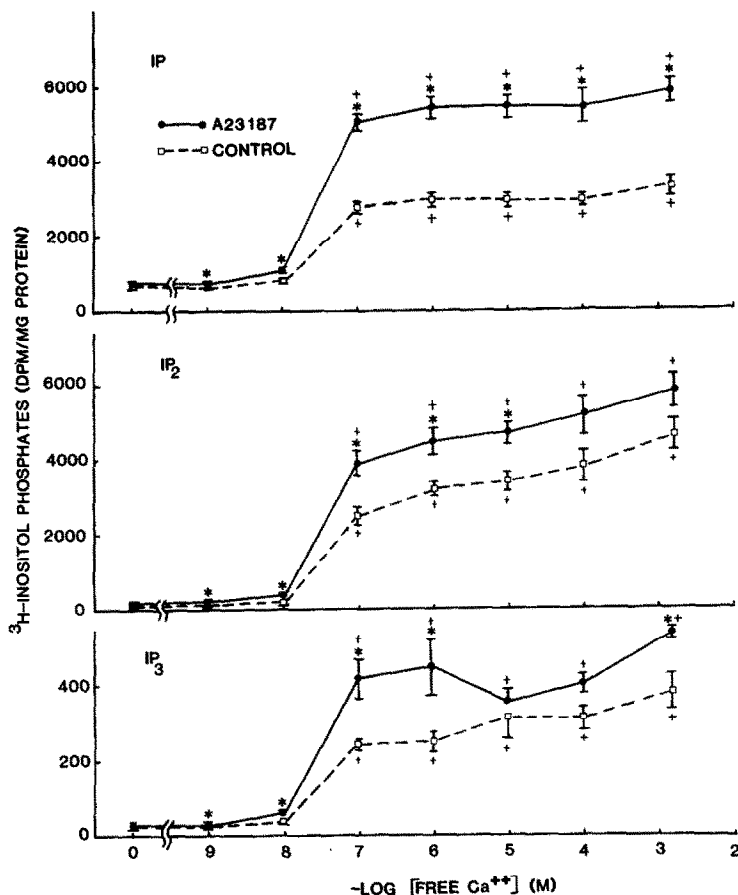 IP
6000
A23187
CONTROL
4000
2000
0
IP2
6000
4000
2000
0
IP3
400
200
0
0 9 8 7 6 5 4 3 2
³H-INOSITOL PHOSPHATES (DPM/MG PROTEIN)
-LOG [FREE Ca++] (M)